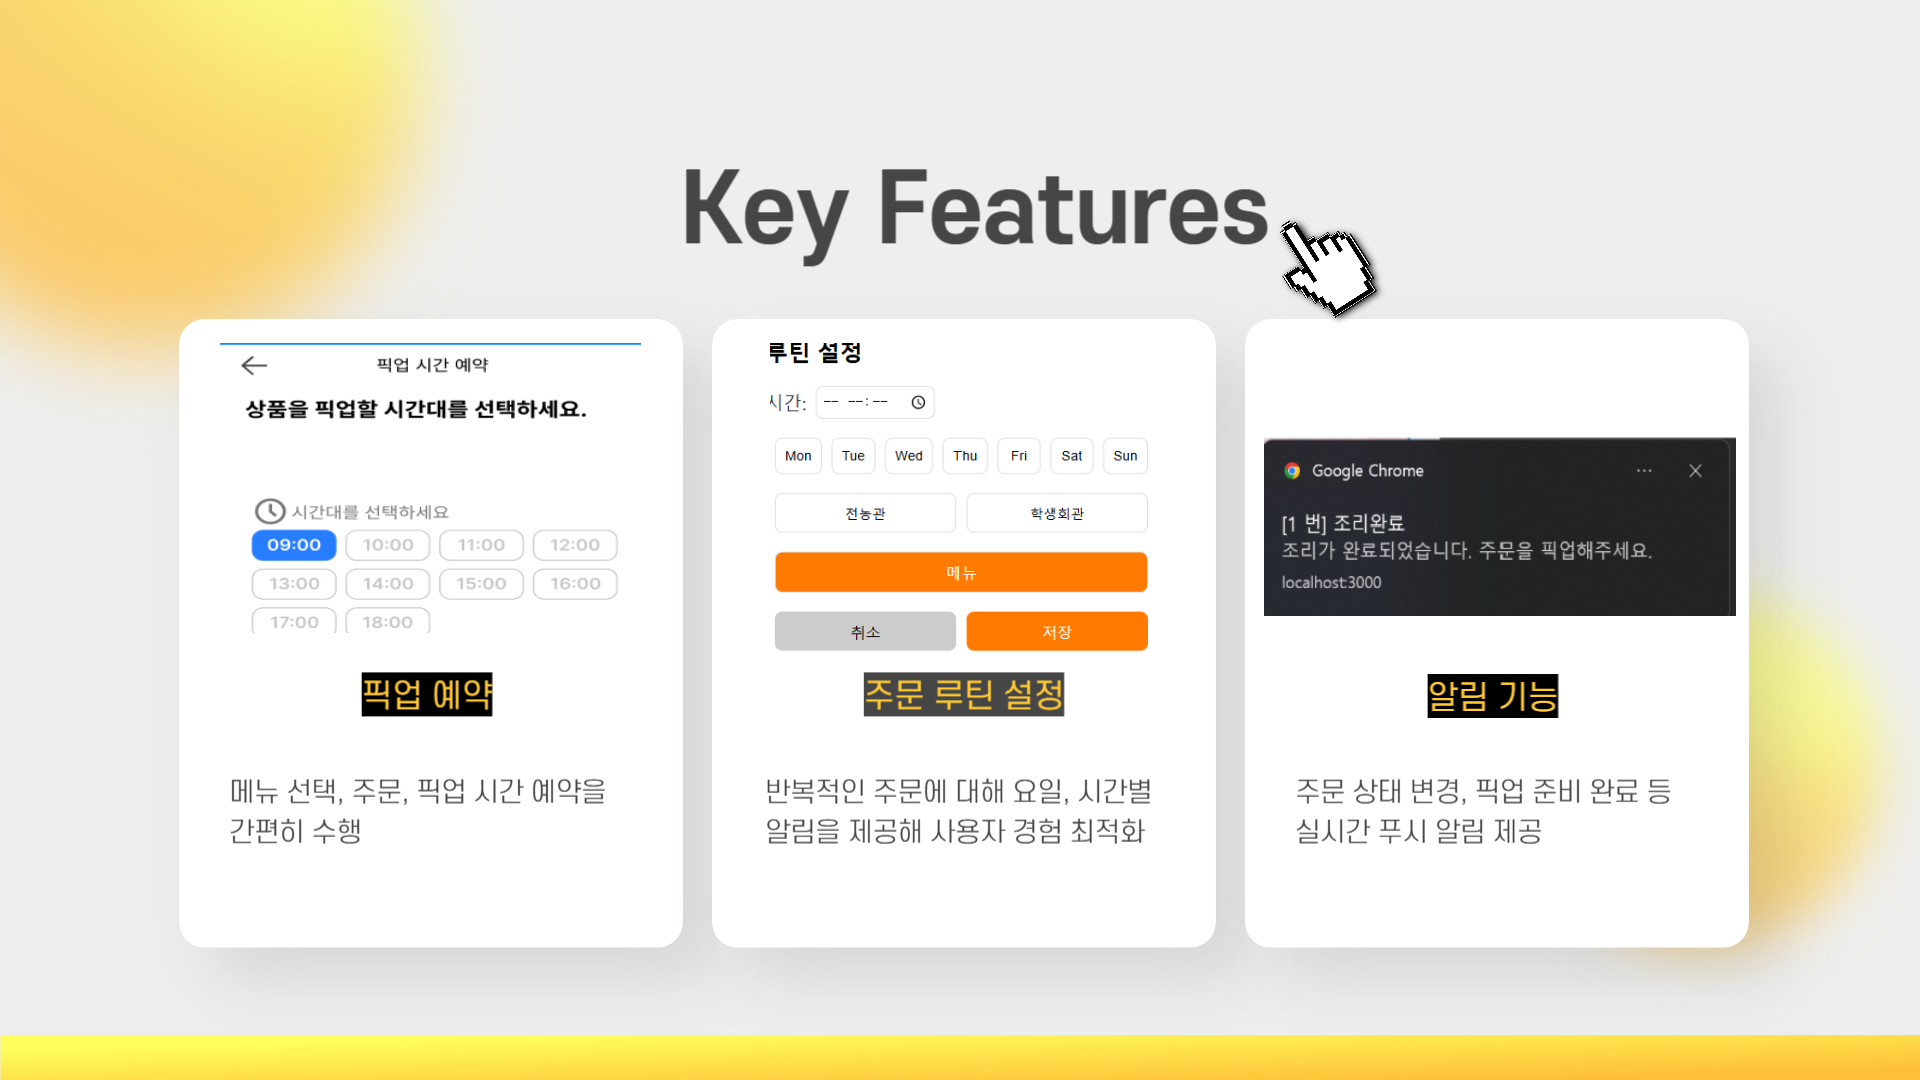 Key Features
픽업 시간 예약
상품을 픽업할 시간대를 선택하세요.
시간대를 선택하세요
09:00 10:00 11:00 12:00
13:00 14:00 15:00 16:00
17:00 18:00
픽업 예약
메뉴 선택, 주문, 픽업 시간 예약을
간편히 수행
루틴 설정
시간: -- --:--
Mon Tue Wed Thu Fri Sat Sun
전농관 학생회관
메뉴
취소 저장
주문 루틴 설정
반복적인 주문에 대해 요일, 시간별
알림을 제공해 사용자 경험 최적화
Google Chrome
[1 번] 조리완료
조리가 완료되었습니다. 주문을 픽업해주세요.
localhost:3000
알림 기능
주문 상태 변경, 픽업 준비 완료 등
실시간 푸시 알림 제공